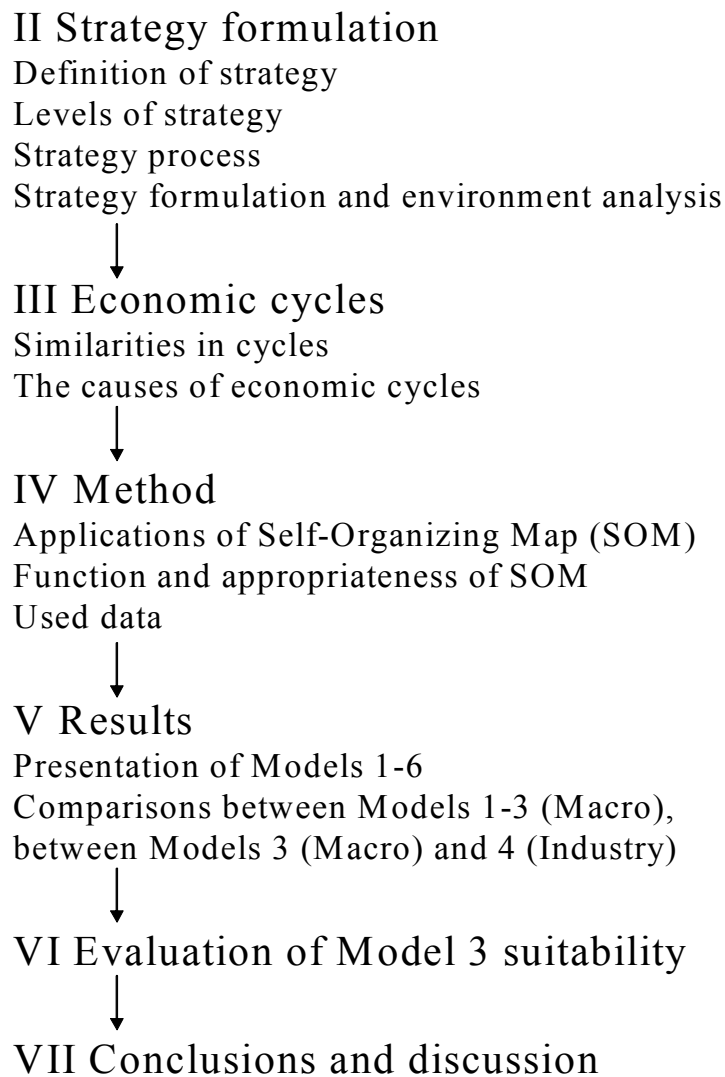 II Strategy formulation
Definition of strategy
Levels of strategy
Strategy process
Strategy formulation and environment analysis
III Economic cycles
Similarities in cycles
The causes of economic cycles
IV Method
Applications of Self-Organizing Map (SOM)
Function and appropriateness of SOM
Used data
V Results
Presentation of Models 1-6
Comparisons between Models 1-3 (Macro),
between Models 3 (Macro) and 4 (Industry)
VI Evaluation of Model 3 suitability
VII Conclusions and discussion